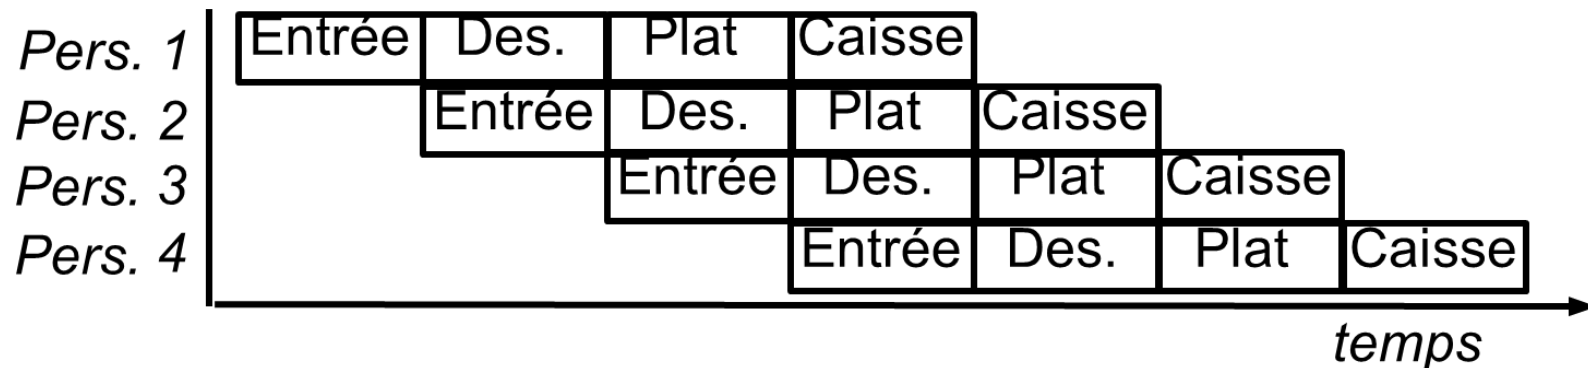 Pers. 1 Entrée Des. Plat Caisse
Pers. 2 Entrée Des. Plat Caisse
Pers. 3 Entrée Des. Plat Caisse
Pers. 4 Entrée Des. Plat Caisse
temps